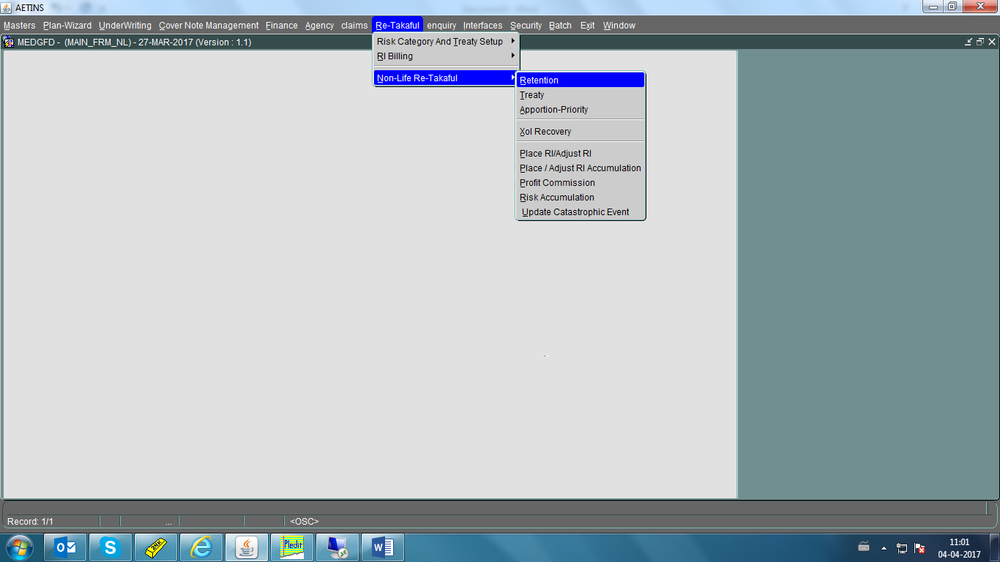 AETINS
Masters Plan-Wizard UnderWriting Cover Note Management Finance Agency claims Re-Takaful enquiry Interfaces Security Batch Exit Window
MEDGFD - (MAIN_FRM_NL) - 27-MAR-2017 (Version : 1.1)
Risk Category And Treaty Setup
RI Billing
Non-Life Re-Takaful
Retention
Treaty
Apportion-Priority
Xol Recovery
Place RI/Adjust RI
Place / Adjust RI Accumulation
Profit Commission
Risk Accumulation
Update Catastrophic Event
Record: 1/1 ... <OSC>
Pledit
11:01
04-04-2017